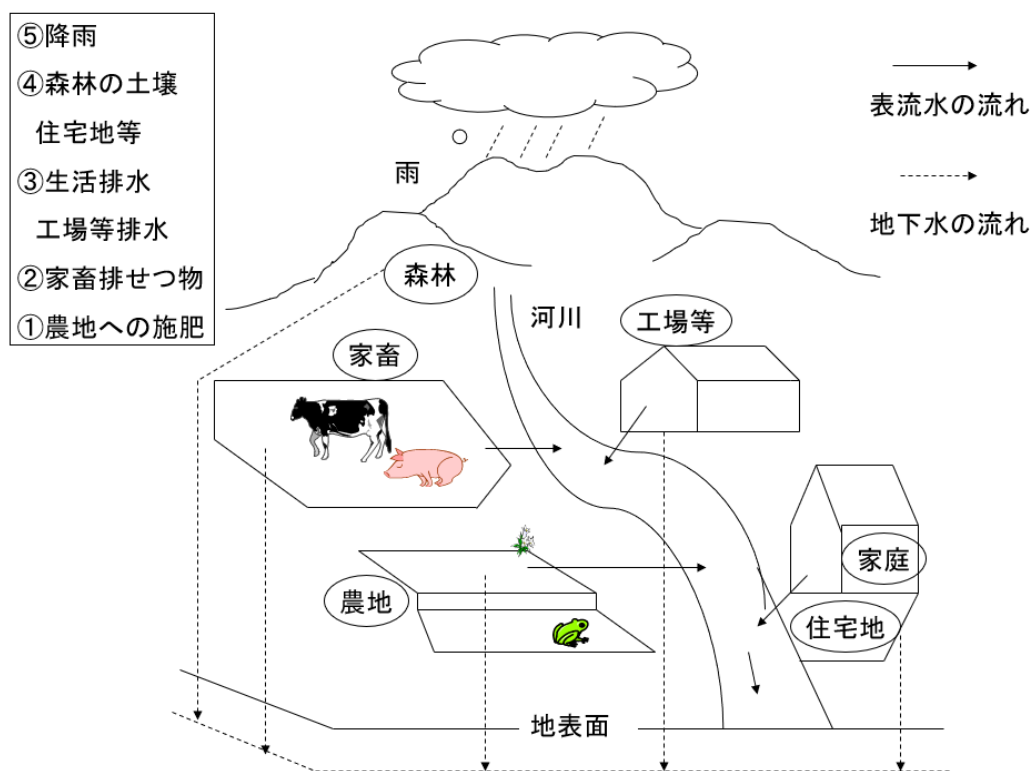 ⑤降雨
④森林の土壌
住宅地等
③生活排水
工場等排水
②家畜排せつ物
①農地への施肥
表流水の流れ
雨
地下水の流れ
森林
河川
工場等
家畜
家庭
農地
住宅地
地表面